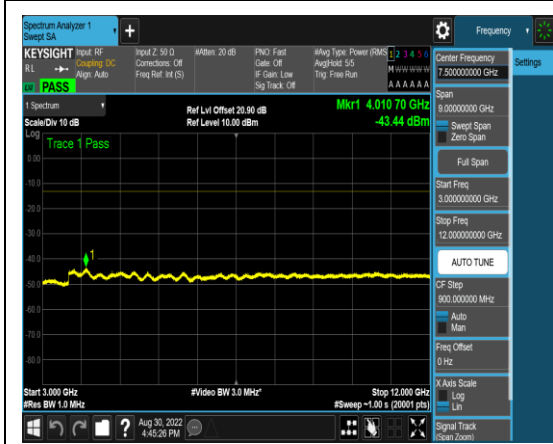 Spectrum Analyzer 1
Swept SA
Frequency
KEYSIGHT
RL
PASS
Input: RF
Coupling: DC
Align: Auto
Input Z: 50 Ω
Corrections: Off
Freq Ref: Int (S)
#Atten: 20 dB
PNO: Fast
Gate: Off
IF Gain: Low
Sig Track: Off
#Avg Type: Power (RMS)
Avg|Hold: 5/5
Trig: Free Run
1 2 3 4 5 6
M W W W W W
A A A A A A
1 Spectrum
Scale/Div 10 dB
Ref Lvl Offset 20.90 dB
Ref Level 10.00 dBm
Mkr1 4.010 70 GHz
-43.44 dBm
Log
Trace 1 Pass
0.00
-10.0
-20.0
-30.0
-40.0
-50.0
-60.0
-70.0
-80.0
1
Start 3.000 GHz
#Res BW 1.0 MHz
#Video BW 3.0 MHz*
Stop 12.000 GHz
#Sweep ~1.00 s (20001 pts)
Aug 30, 2022
4:45:26 PM
Center Frequency
7.500000000 GHz
Span
9.00000000 GHz
Swept Span
Zero Span
Full Span
Start Freq
3.000000000 GHz
Stop Freq
12.000000000 GHz
AUTO TUNE
CF Step
900.000000 MHz
Auto
Man
Freq Offset
0 Hz
X Axis Scale
Log
Lin
Signal Track
(Span Zoom)
Settings